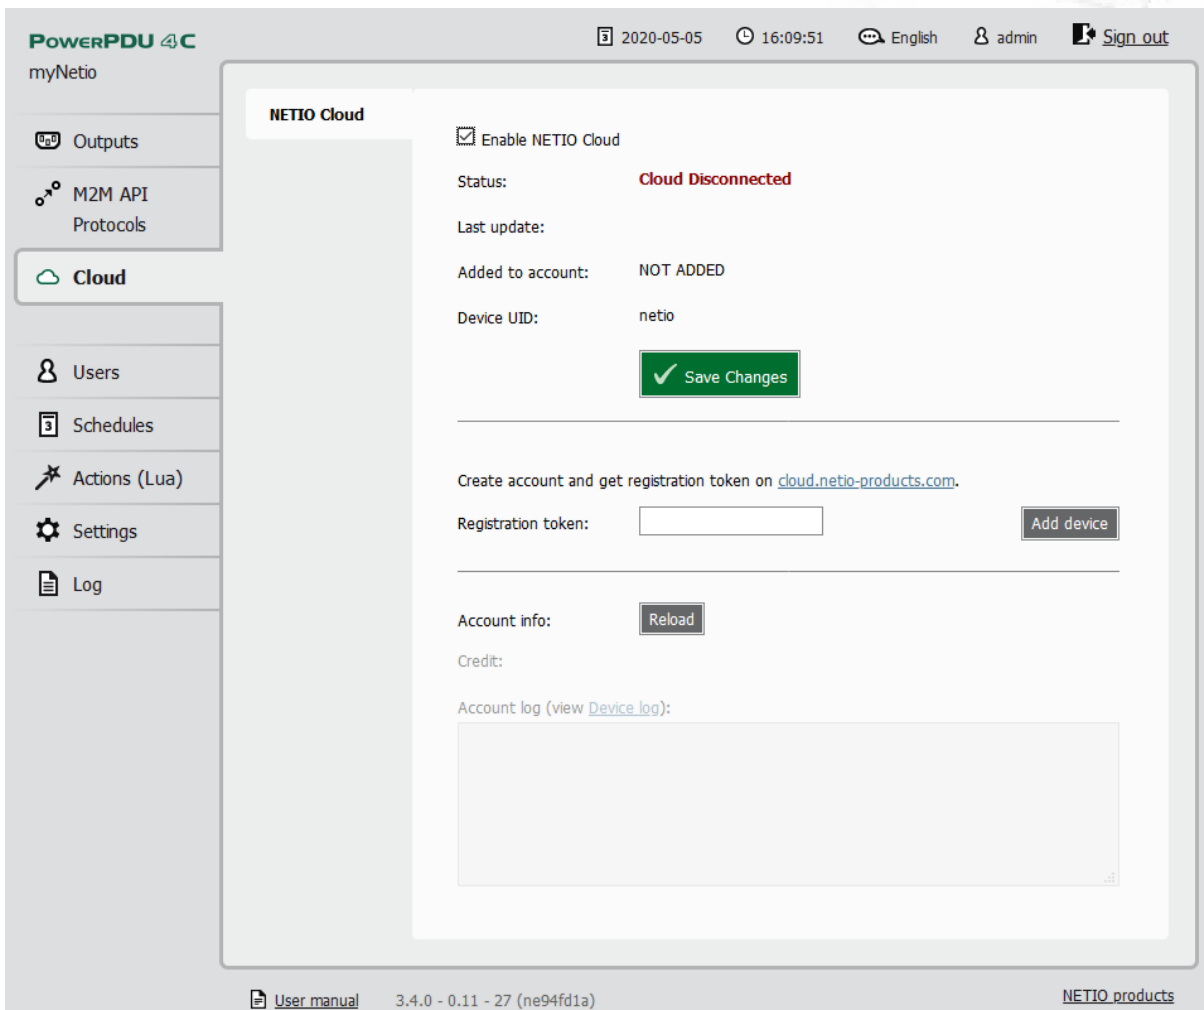 PowerPDU 4C
2020-05-05 16:09:51 English admin Sign out
myNetio
Outputs
M2M API
Protocols
Cloud
Users
Schedules
Actions (Lua)
Settings
Log
NETIO Cloud
Enable NETIO Cloud
Status: Cloud Disconnected
Last update:
Added to account: NOT ADDED
Device UID: netio
Save Changes
Create account and get registration token on cloud.netio-products.com.
Registration token: Add device
Account info: Reload
Credit:
Account log (view Device log):
User manual 3.4.0 - 0.11 - 27 (ne94fd1a) NETIO products